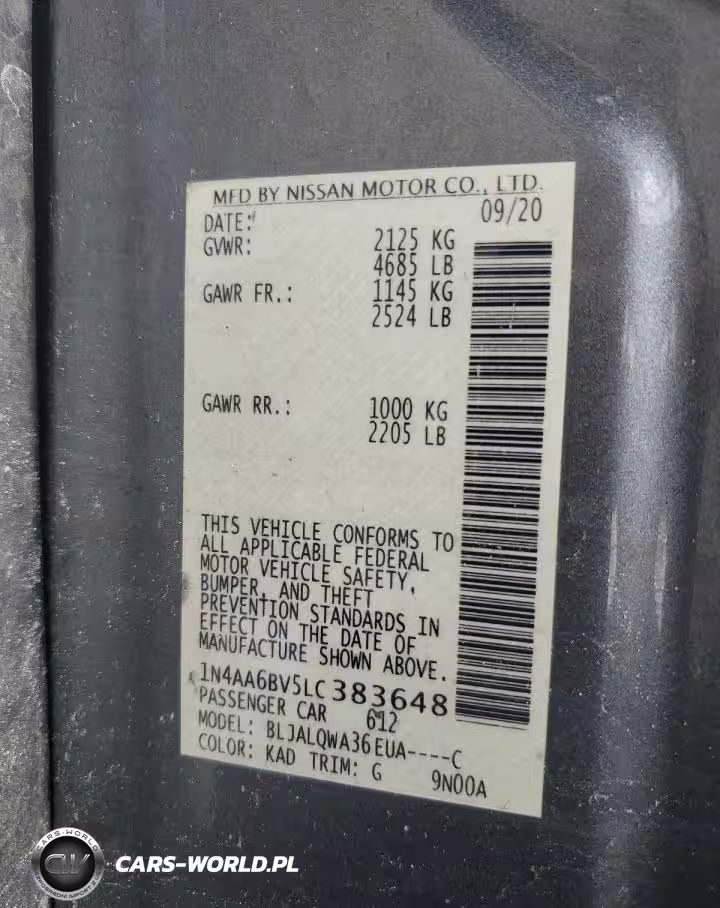 MFD BY NISSAN MOTOR CO., LTD.
DATE: 09/20
GVWR: 2125 KG
4685 LB
GAWR FR.: 1145 KG
2524 LB
GAWR RR.: 1000 KG
2205 LB
THIS VEHICLE CONFORMS TO
ALL APPLICABLE FEDERAL
MOTOR VEHICLE SAFETY,
BUMPER, AND THEFT
PREVENTION STANDARDS IN
EFFECT ON THE DATE OF
MANUFACTURE SHOWN ABOVE.
1N4AA6BV5LC383648
PASSENGER CAR 612
MODEL: BLJALQWA36EUA----C
COLOR: KAD TRIM: G 9N00A
CARS-WORLD
CW
CARS-WORLD.PL